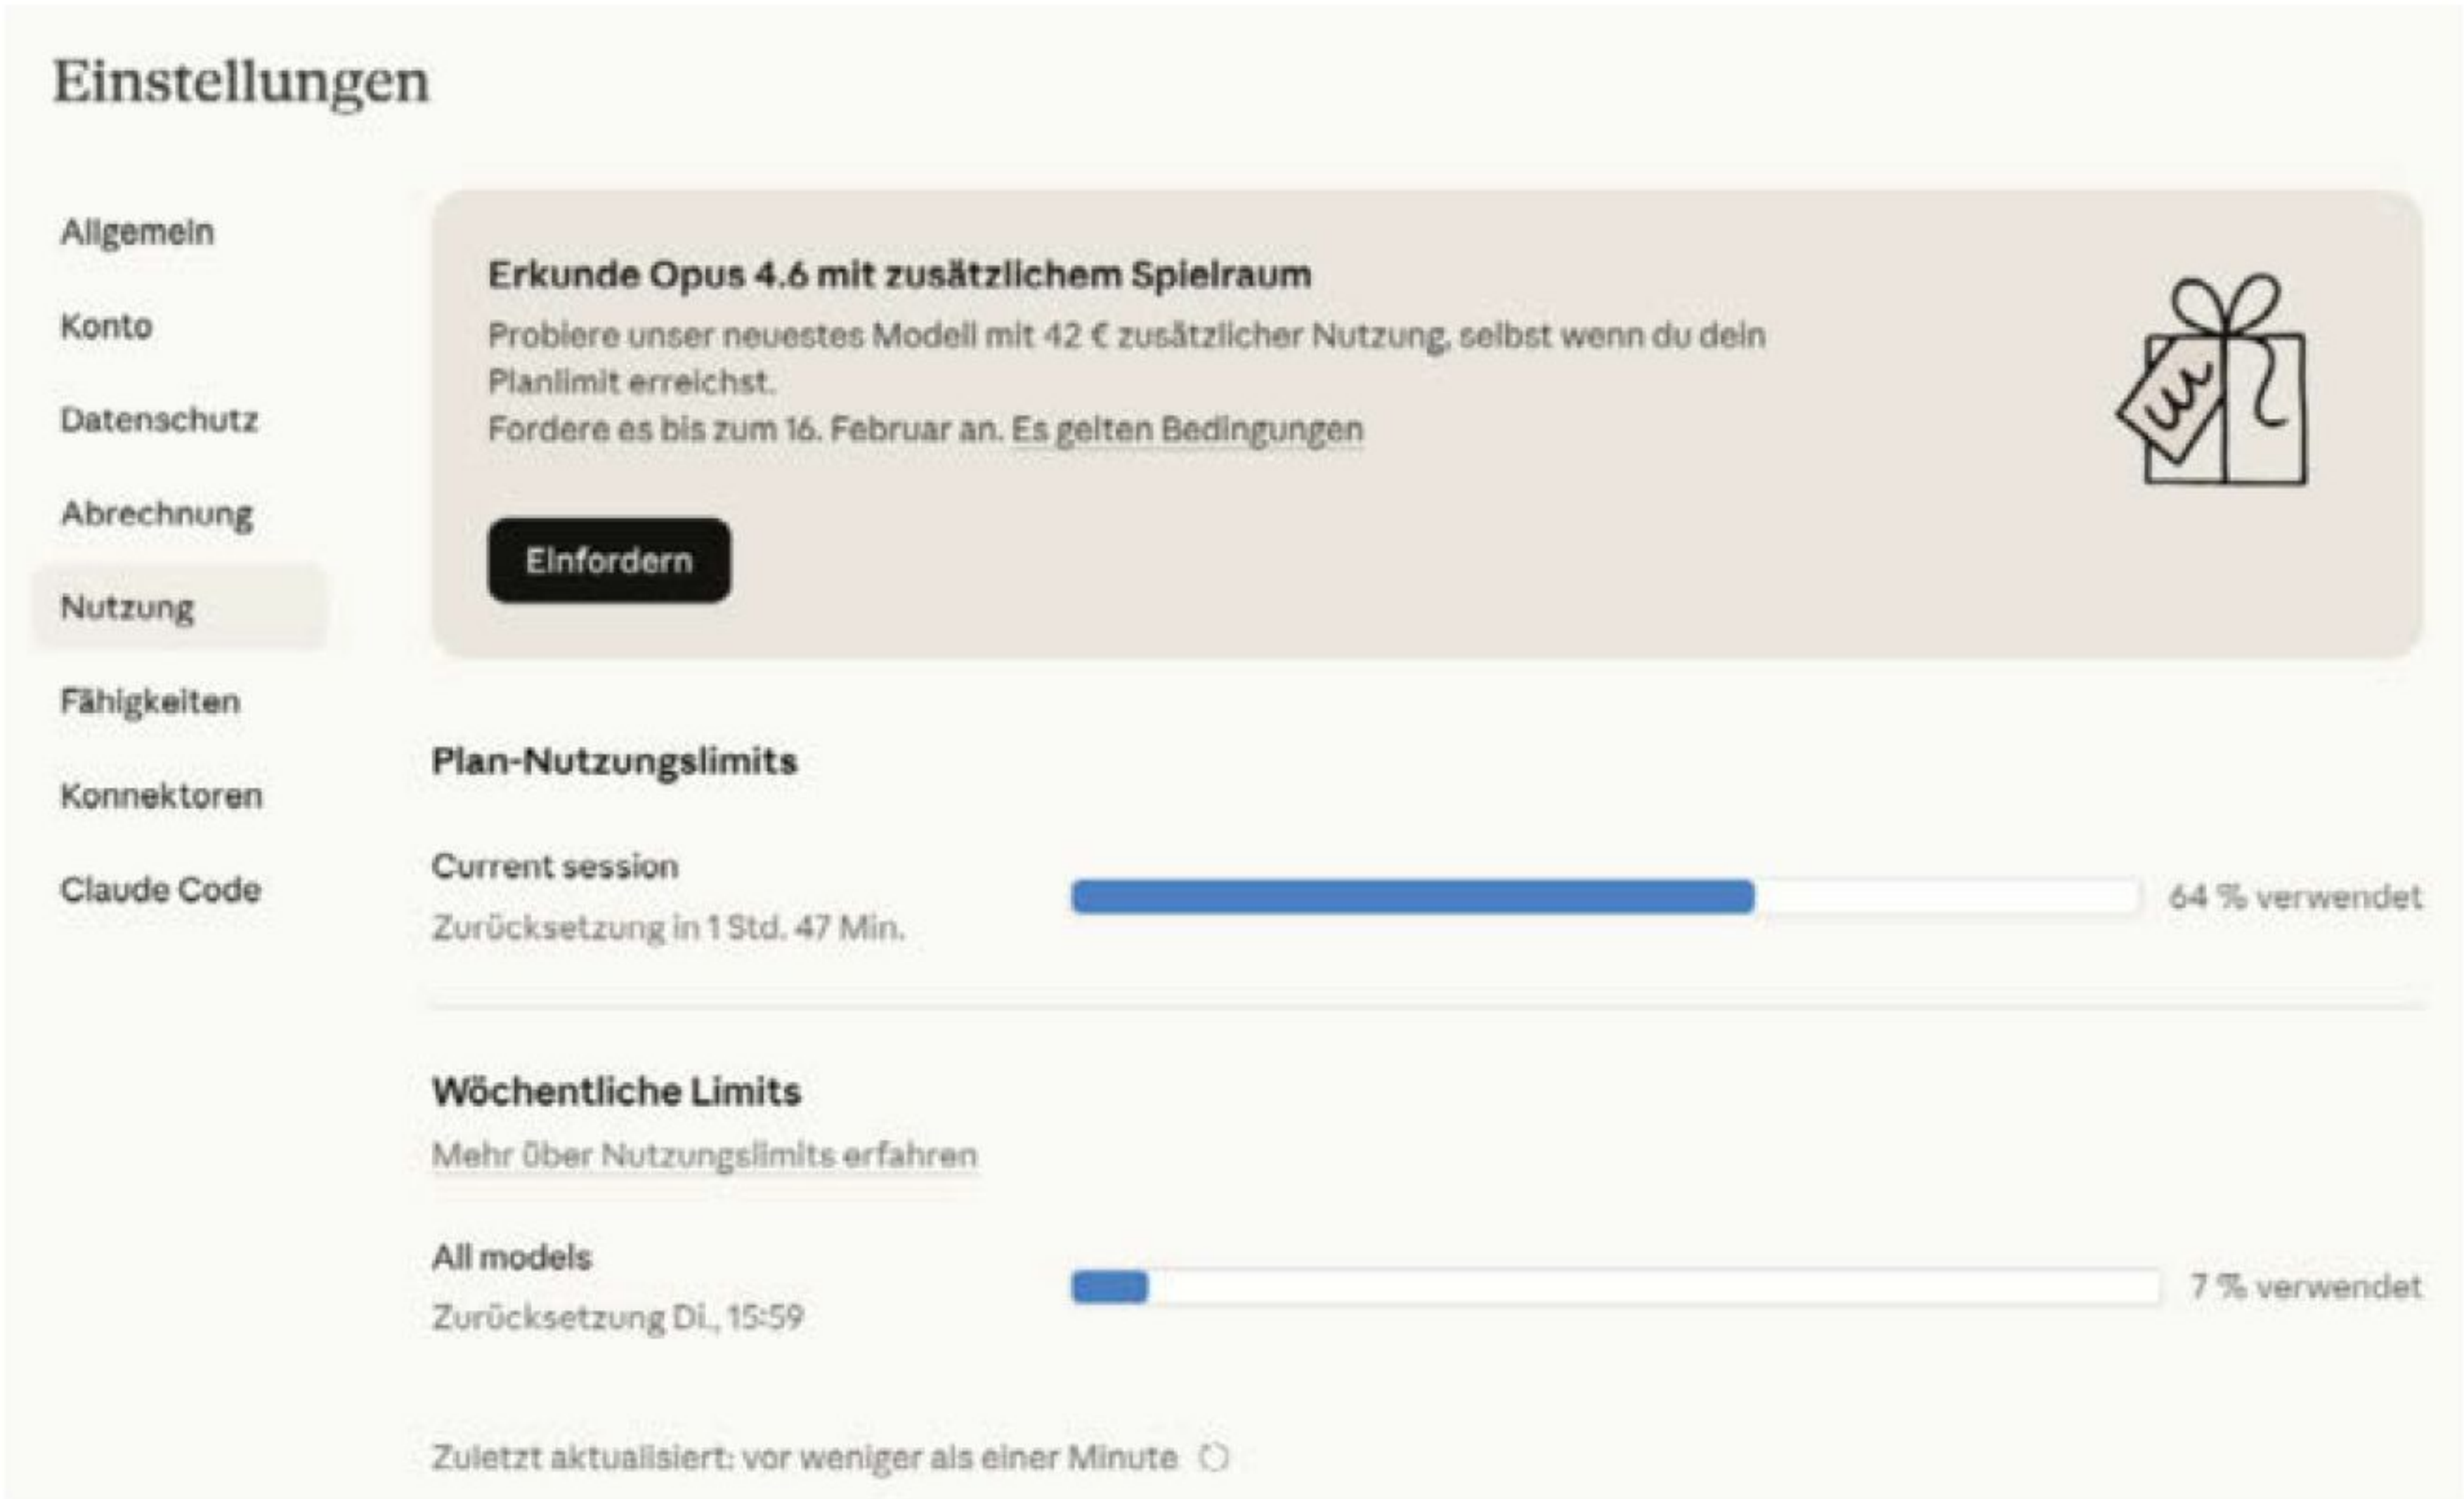 Einstellungen
Allgemein
Konto
Datenschutz
Abrechnung
Nutzung
Fähigkeiten
Konnektoren
Claude Code
Erkunde Opus 4.6 mit zusätzlichem Spielraum
Probiere unser neuestes Modell mit 42 € zusätzlicher Nutzung, selbst wenn du dein
Planlimit erreichst.
Fordere es bis zum 16. Februar an. Es gelten Bedingungen
Einfordern
Plan-Nutzungslimits
Current session
Zurücksetzung in 1 Std. 47 Min.
64 % verwendet
Wöchentliche Limits
Mehr über Nutzungslimits erfahren
All models
Zurücksetzung Di., 15:59
7 % verwendet
Zuletzt aktualisiert: vor weniger als einer Minute